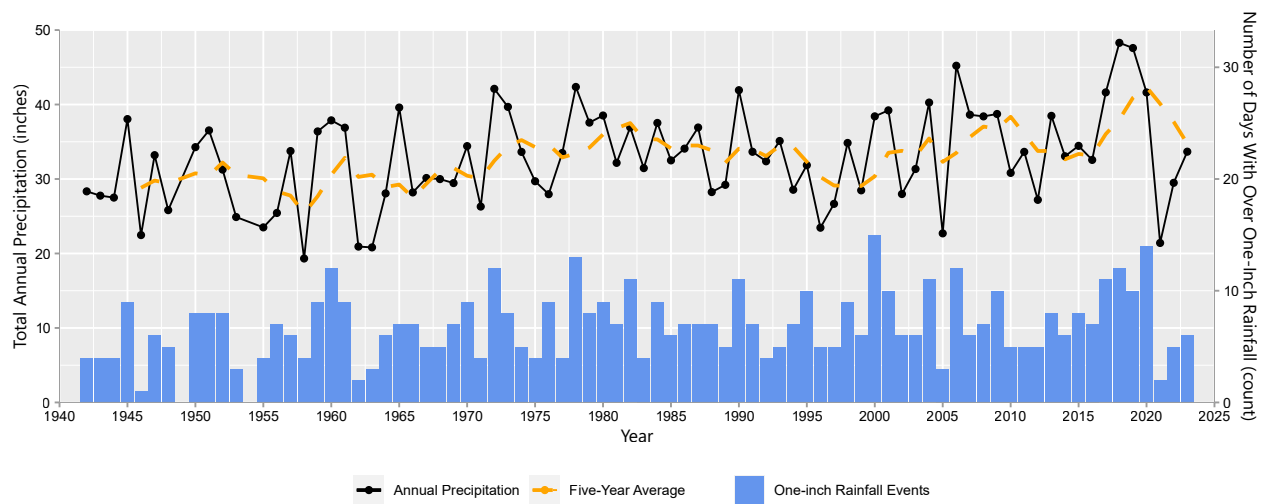 Total Annual Precipitation (inches)
50
40
30
20
10
0
1940 1945 1950 1955 1960 1965 1970 1975 1980 1985 1990 1995 2000 2005 2010 2015 2020 2025
Year
30
20
10
0
Number of Days With Over One-Inch Rainfall (count)
Annual Precipitation Five-Year Average One-inch Rainfall Events